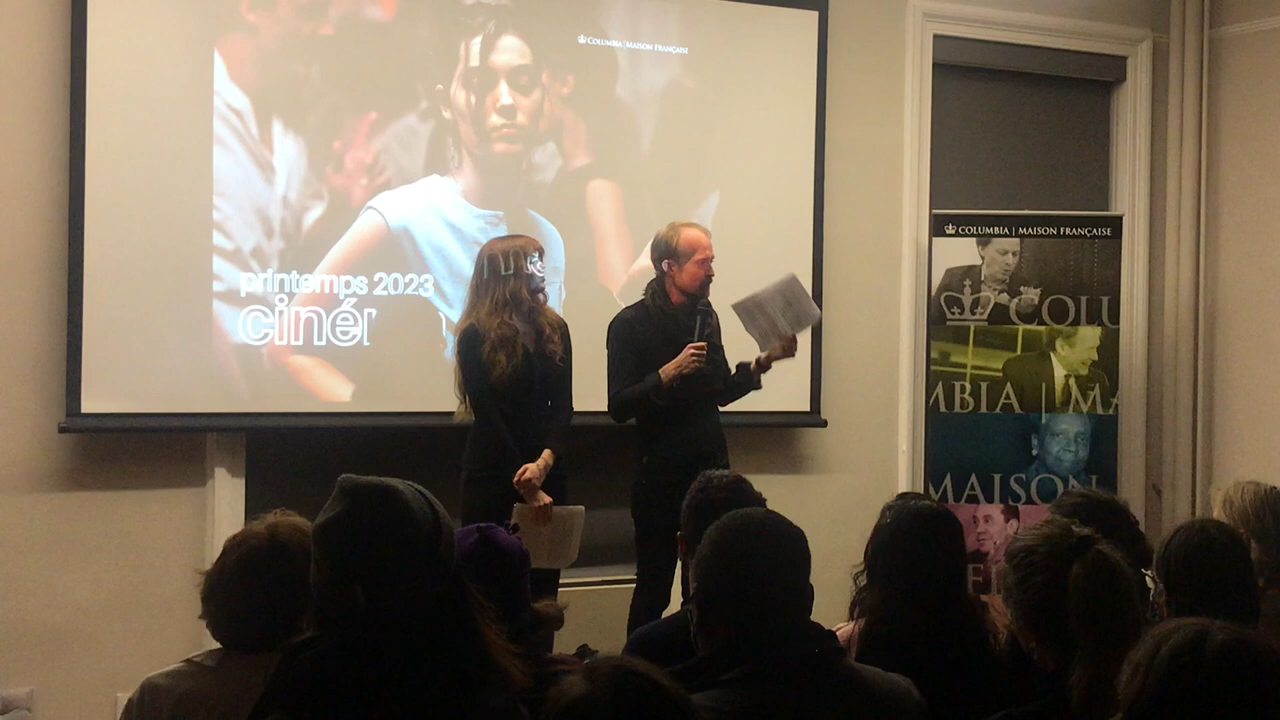 COLUMBIA | MAISON FRANÇAISE
printemps 2023
ciné
COLUMBIA | MAISON FRANÇAISE
COLU
MBIA | MA
MAISON
F